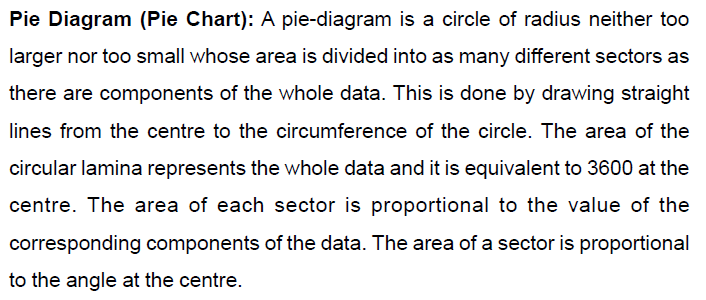 Pie Diagram (Pie Chart): A pie-diagram is a circle of radius neither too
larger nor too small whose area is divided into as many different sectors as
there are components of the whole data. This is done by drawing straight
lines from the centre to the circumference of the circle. The area of the
circular lamina represents the whole data and it is equivalent to 3600 at the
centre. The area of each sector is proportional to the value of the
corresponding components of the data. The area of a sector is proportional
to the angle at the centre.